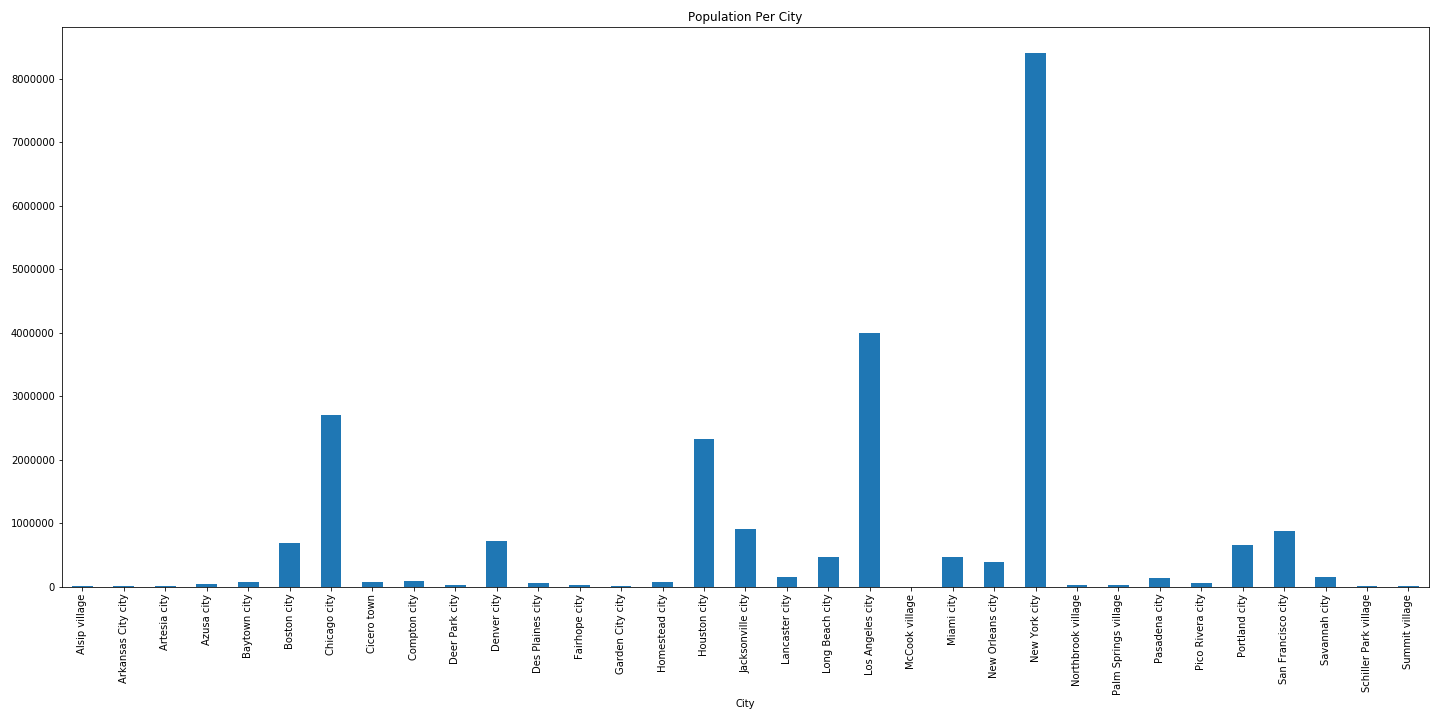 Population Per City
8000000
7000000
6000000
5000000
4000000
3000000
2000000
1000000
0
Alsip village
Arkansas City city
Artesia city
Azusa city
Baytown city
Boston city
Chicago city
Cicero town
Compton city
Deer Park city
Denver city
Des Plaines city
Fairhope city
Garden City city
Homestead city
Houston city
Jacksonville city
Lancaster city
Long Beach city
Los Angeles city
McCook village
Miami city
New Orleans city
New York city
Northbrook village
Palm Springs village
Pasadena city
Pico Rivera city
Portland city
San Francisco city
Savannah city
Schiller Park village
Summit village
City